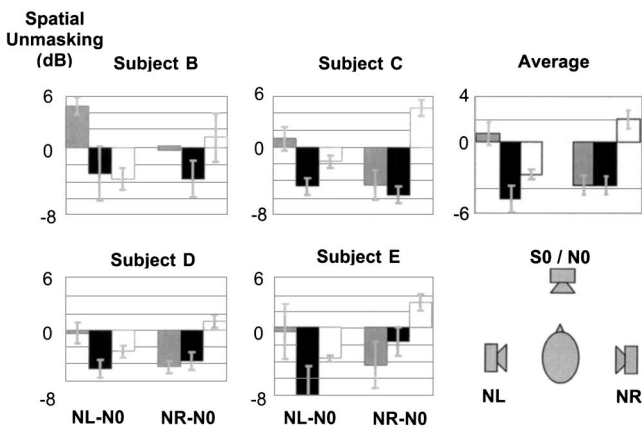 Spatial
Unmasking
(dB)
Subject B
Subject C
Average
6
0
-8
6
0
-8
4
0
-6
Subject D
Subject E
S0 / N0
6
0
-8
6
0
-8
NL-N0 NR-N0
NL-N0 NR-N0
NL
NR